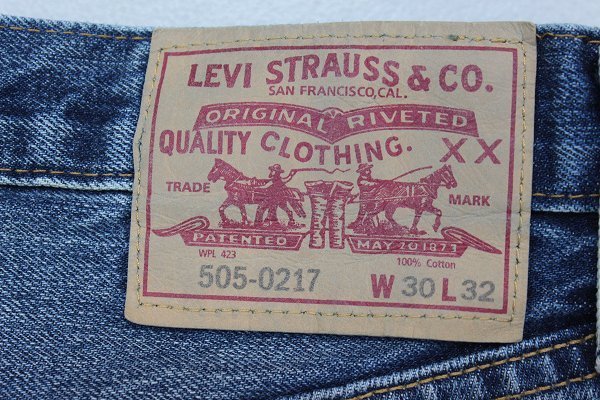 LEVI STRAUSS & CO.
SAN FRANCISCO, CAL.
ORIGINAL RIVETED
QUALITY CLOTHING. XX
TRADE MARK
PATENTED MAY 20 1873
WPL 423 100% Cotton
505-0217 W 30 L 32